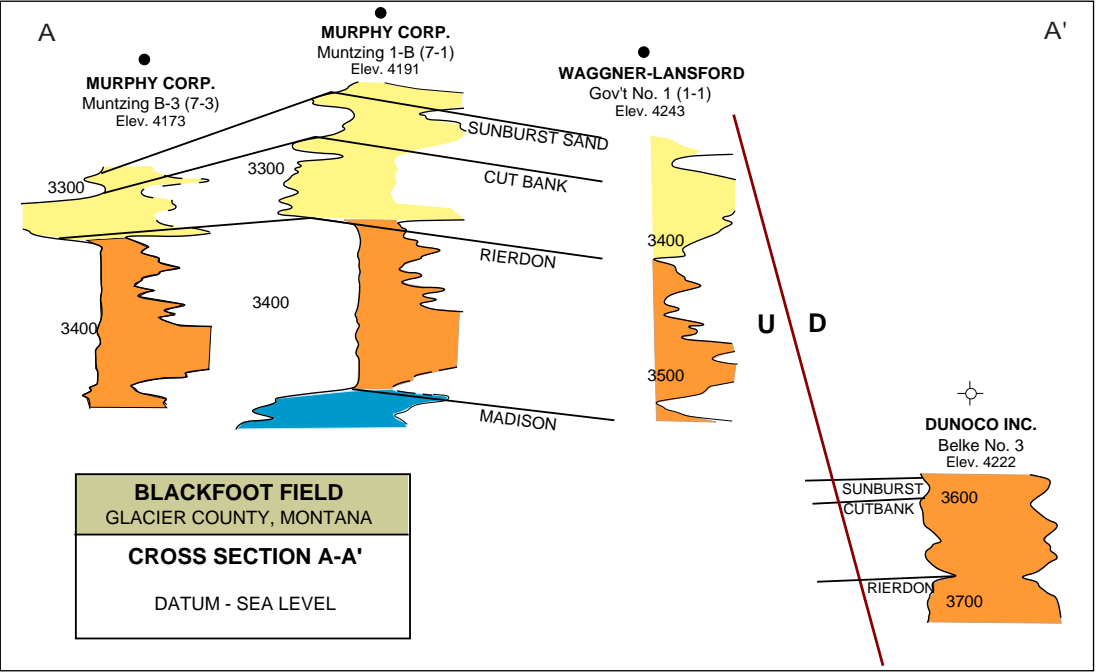 A
A'
MURPHY CORP.
Muntzing B-3 (7-3)
Elev. 4173
MURPHY CORP.
Muntzing 1-B (7-1)
Elev. 4191
WAGGNER-LANSFORD
Gov't No. 1 (1-1)
Elev. 4243
SUNBURST SAND
CUT BANK
RIERDON
MADISON
3300
3400
3300
3400
3400
3500
U D
DUNOCO INC.
Belke No. 3
Elev. 4222
SUNBURST
CUTBANK
RIERDON
3600
3700
BLACKFOOT FIELD
GLACIER COUNTY, MONTANA
CROSS SECTION A-A'
DATUM - SEA LEVEL